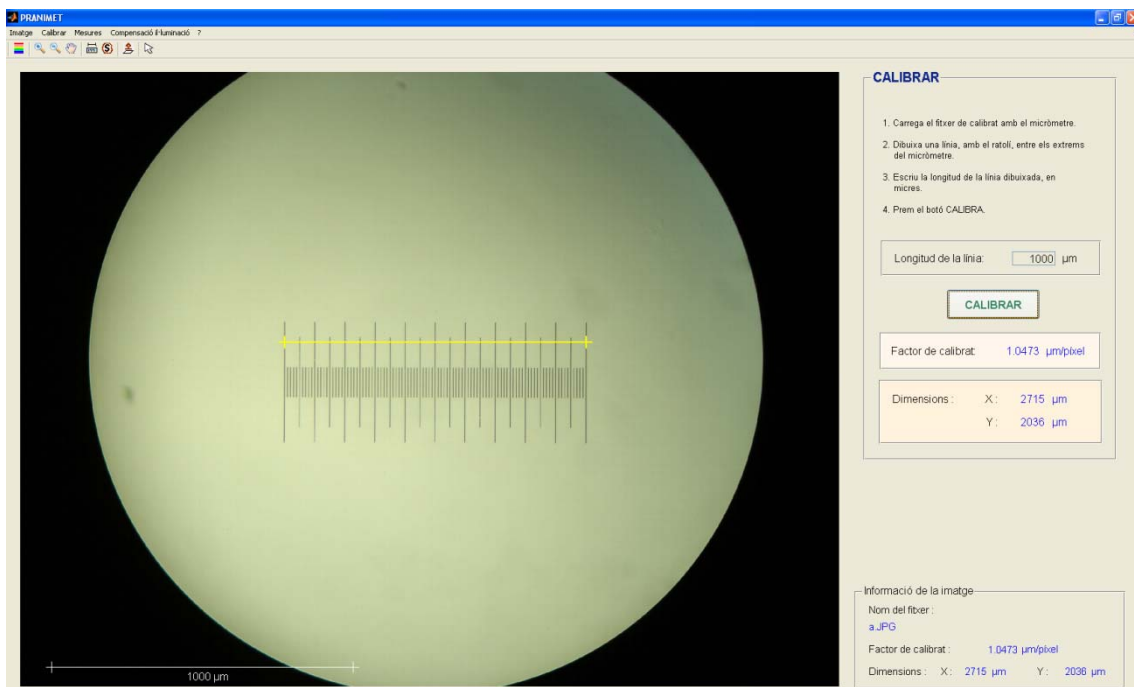 PRANIMET
Imatge Calibrar Mesures Compensació il·luminació ?
CALIBRAR
1. Carrega el fitxer de calibrat amb el micròmetre.
2. Dibuixa una línia, amb el ratolí, entre els extrems
del micròmetre.
3. Escriu la longitud de la línia dibuixada, en
micres.
4. Prem el botó CALIBRA.
Longitud de la línia: 1000 µm
CALIBRAR
Factor de calibrat: 1.0473 µm/píxel
Dimensions : X : 2715 µm
Y : 2036 µm
1000 µm
Informació de la imatge
Nom del fitxer :
a.JPG
Factor de calibrat : 1.0473 µm/píxel
Dimensions : X : 2715 µm Y : 2036 µm